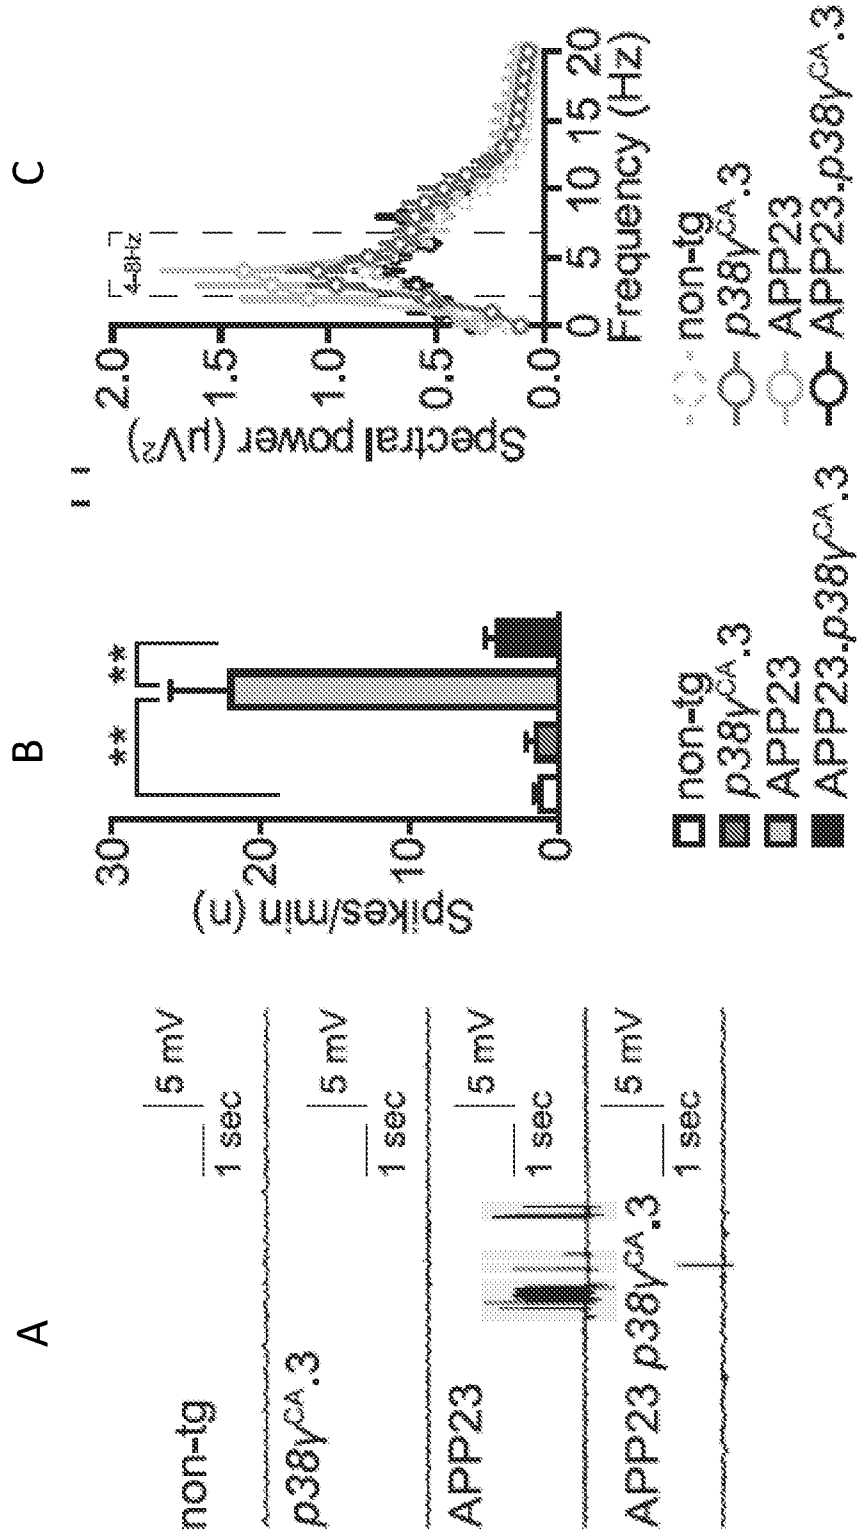 A
non-tg
5 mV
1 sec
p38γCA.3
5 mV
1 sec
APP23
5 mV
1 sec
APP23 p38γCA.3
5 mV
1 sec
B
Spikes/min (n)
30
20
10
0
**
**
non-tg
p38γCA.3
APP23
APP23.p38γCA.3
C
Spectral power (µV²)
2.0
1.5
1.0
0.5
0.0
4-8Hz
0 5 10 15 20
Frequency (Hz)
non-tg
p38γCA.3
APP23
APP23.p38γCA.3